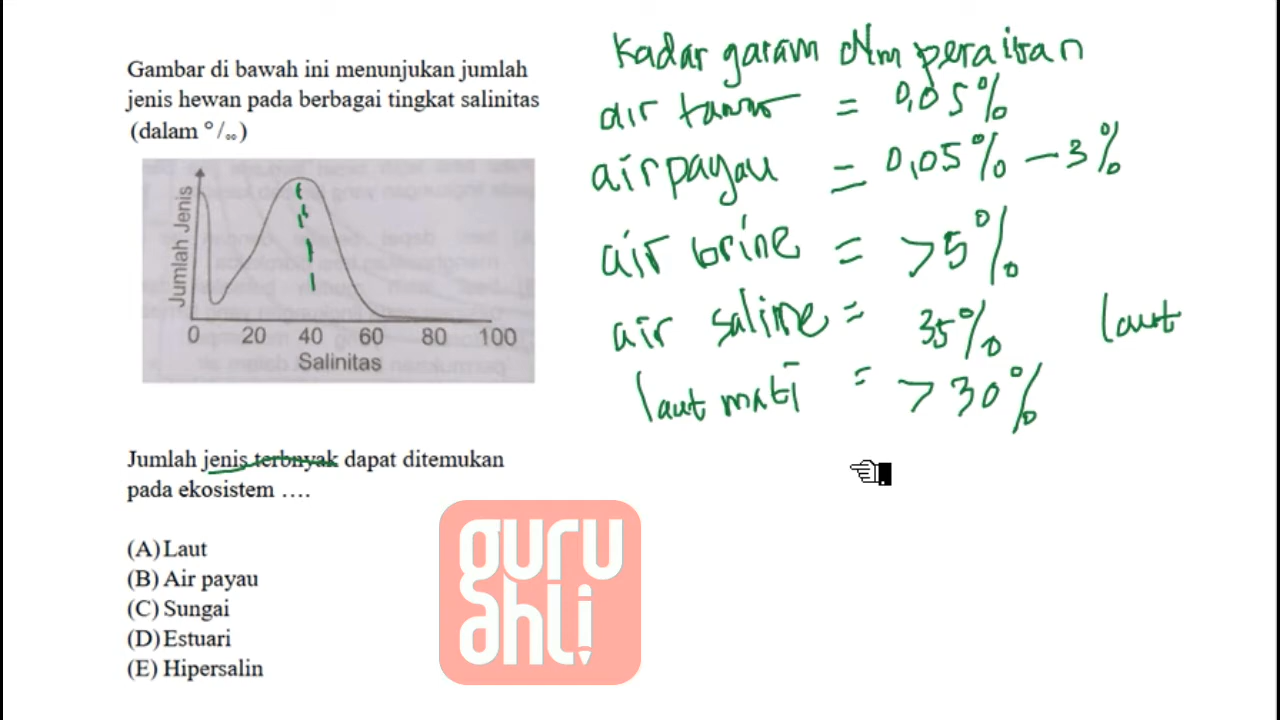 Gambar di bawah ini menunjukan jumlah
jenis hewan pada berbagai tingkat salinitas
(dalam °/∞)
Jumlah Jenis
0 20 40 60 80 100
Salinitas
Jumlah jenis terbnyak dapat ditemukan
pada ekosistem ….
(A) Laut
(B) Air payau
(C) Sungai
(D) Estuari
(E) Hipersalin
Kadar garam dlm perairan
air tawar = 0,05%
air payau = 0,05% – 3%
air brine = >5%
air saline = 35% laut
laut mati = >30%
guru
ahli